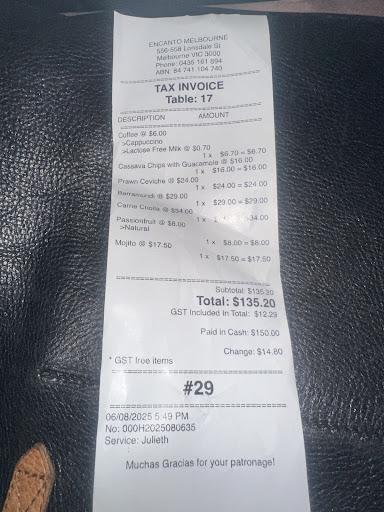 ENCANTO MELBOURNE
556-558 Lonsdale St
Melbourne VIC 3000
Phone: 0435 161 894
ABN: 84 741 104 740
TAX INVOICE
Table: 17
DESCRIPTION AMOUNT
Coffee @ $6.00
>Cappuccino
>Lactose Free Milk @ $0.70
1 x $6.70 = $6.70
Cassava Chips with Guacamole @ $16.00
1 x $16.00 = $16.00
Prawn Ceviche @ $24.00
1 x $24.00 = $24.00
Barramundi @ $29.00
1 x $29.00 = $29.00
Carne Criolla @ $34.00
1 x $34.00
Passionfruit @ $8.00
>Natural
1 x $8.00 = $8.00
Mojito @ $17.50
1 x $17.50 = $17.50
Subtotal: $135.20
Total: $135.20
GST Included In Total: $12.29
Paid in Cash: $150.00
Change: $14.80
* GST free items
#29
06/08/2025 5:49 PM
No: 000H2025080635
Service: Julieth
Muchas Gracias for your patronage!